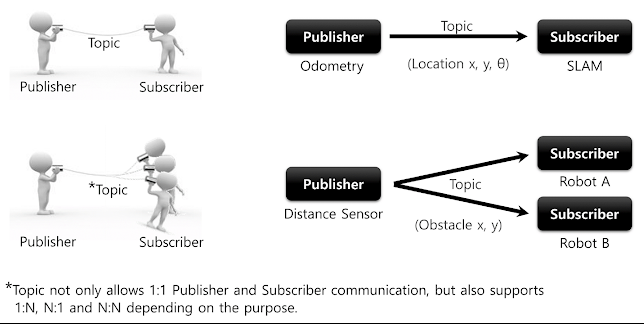 Topic
Publisher
Subscriber
Publisher
Topic
Subscriber
Odometry
(Location x, y, θ)
SLAM
*Topic
Publisher
Subscriber
Publisher
Distance Sensor
Topic
(Obstacle x, y)
Subscriber
Robot A
Subscriber
Robot B
*Topic not only allows 1:1 Publisher and Subscriber communication, but also supports
1:N, N:1 and N:N depending on the purpose.